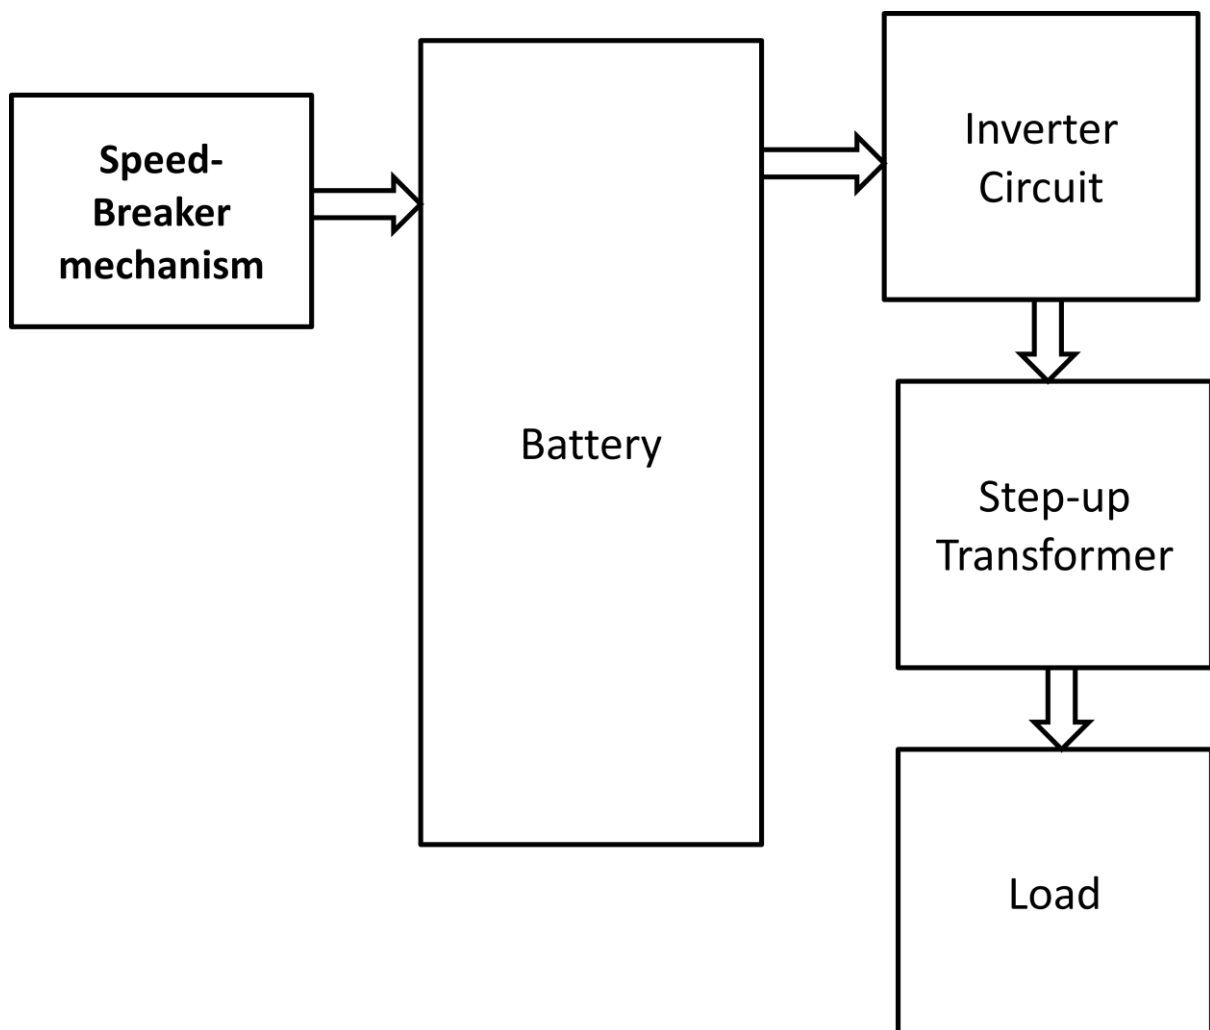 Speed-
Breaker
mechanism
Battery
Inverter
Circuit
Step-up
Transformer
Load